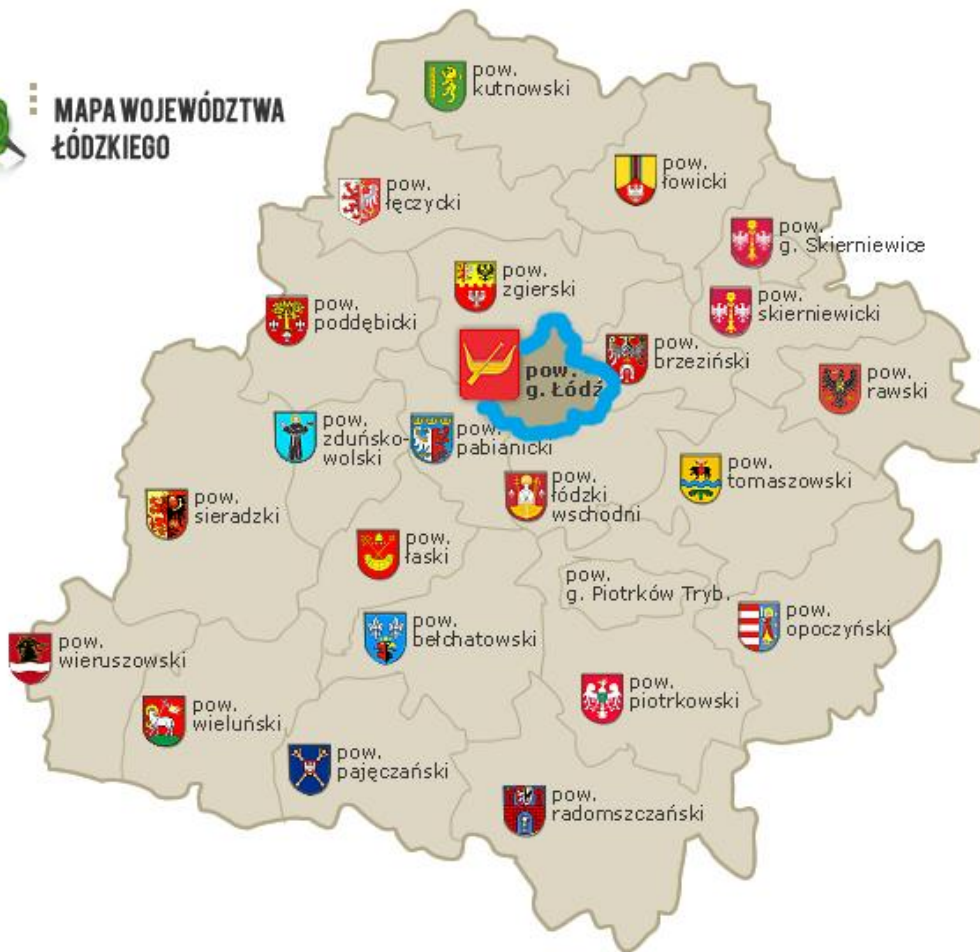 MAPA WOJEWÓDZTWA
ŁÓDZKIEGO
pow.
kutnowski
pow.
łowicki
pow.
łęczycki
pow.
g. Skierniewice
pow.
zgierski
pow.
skierniewicki
pow.
poddębicki
pow.
brzeziński
pow.
g. Łódź
pow.
rawski
pow.
zduńsko-
wolski
pow.
pabianicki
pow.
tomaszowski
pow.
łódzki
wschodni
pow.
sieradzki
pow.
łaski
pow.
g. Piotrków Tryb.
pow.
opoczyński
pow.
bełchatowski
pow.
wieruszowski
pow.
piotrkowski
pow.
wieluński
pow.
pajęczański
pow.
radomszczański